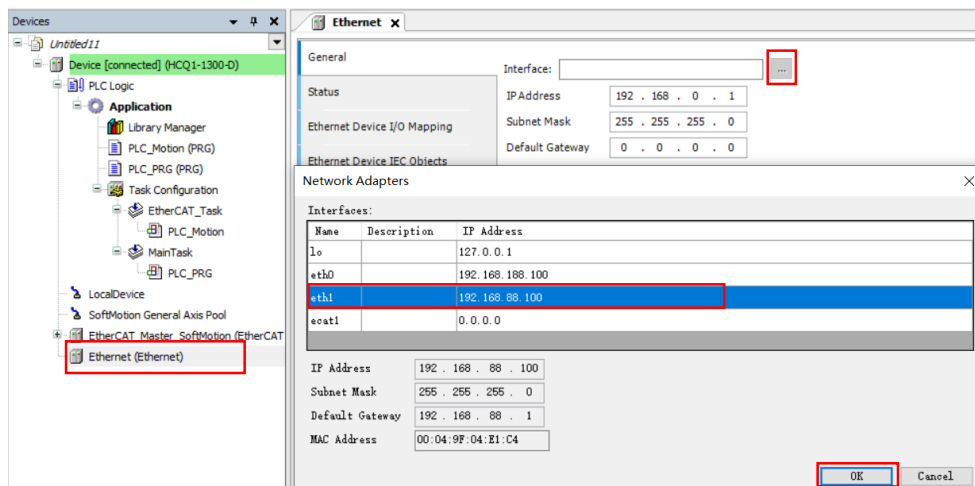 Devices
Untitled11
Device [connected] (HCQ1-1300-D)
PLC Logic
Application
Library Manager
PLC_Motion (PRG)
PLC_PRG (PRG)
Task Configuration
EtherCAT_Task
PLC_Motion
MainTask
PLC_PRG
LocalDevice
SoftMotion General Axis Pool
EtherCAT_Master_SoftMotion (EtherCAT
Ethernet (Ethernet)
Ethernet
General
Status
Ethernet Device I/O Mapping
Ethernet Device IEC Objects
Interface: ...
IP Address 192 . 168 . 0 . 1
Subnet Mask 255 . 255 . 255 . 0
Default Gateway 0 . 0 . 0 . 0
Network Adapters
Interfaces:
Name Description IP Address
lo 127.0.0.1
eth0 192.168.188.100
eth1 192.168.88.100
ecat1 0.0.0.0
IP Address 192 . 168 . 88 . 100
Subnet Mask 255 . 255 . 255 . 0
Default Gateway 192 . 168 . 88 . 1
MAC Address 00:04:9F:04:E1:C4
OK Cancel